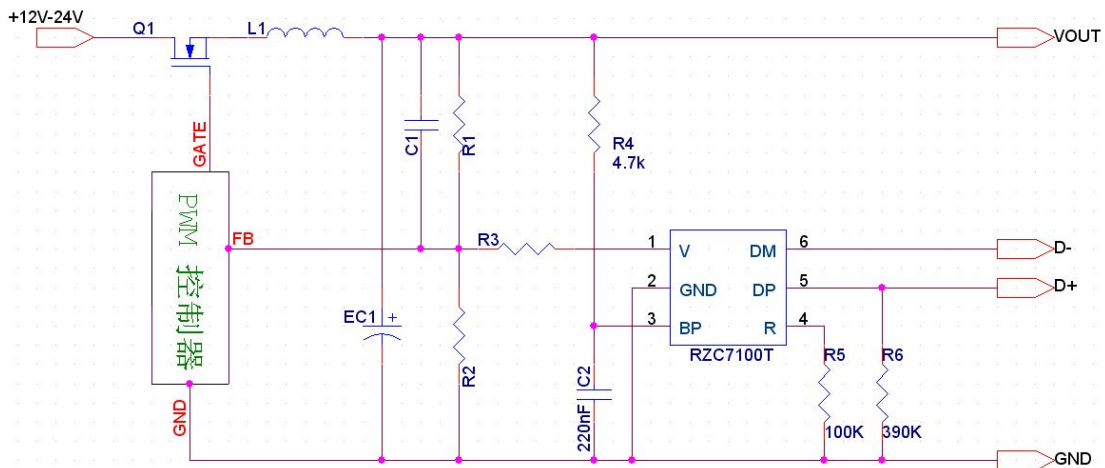 +12V-24V
Q1
L1
VOUT
GATE
C1
R1
R4
4.7k
PWM 控制器
FB
R3
1
V
DM
6
D-
2
GND
DP
5
D+
3
BP
R
4
RZC7100T
EC1
+
R2
C2
220nF
R5
100K
R6
390K
GND
GND